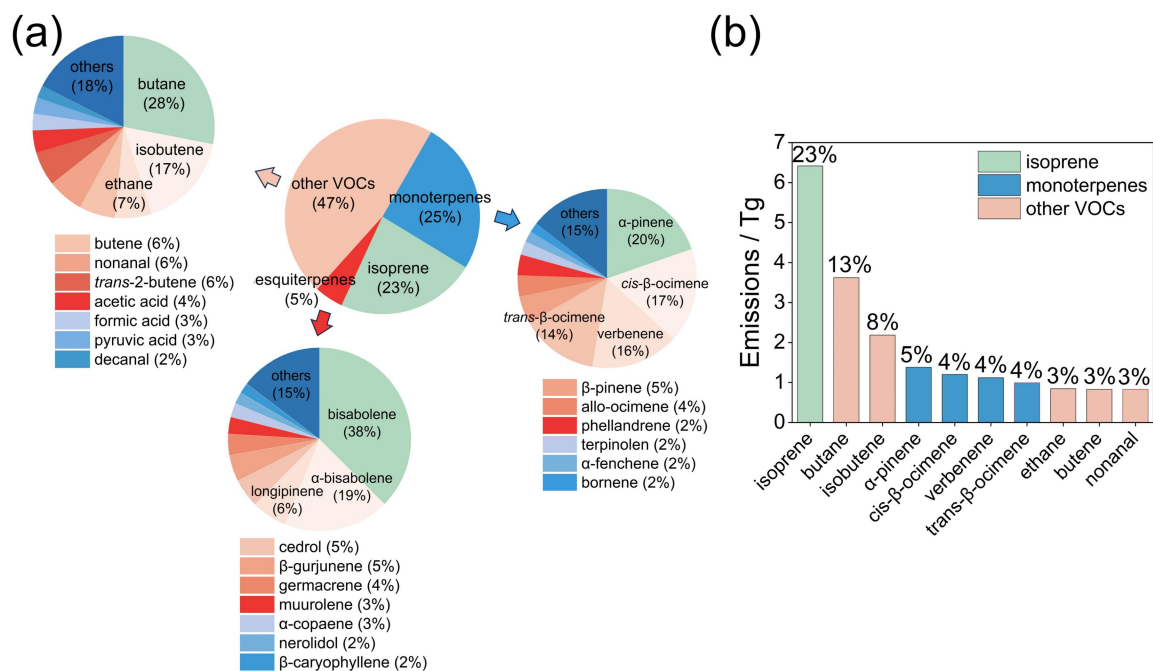 (a)
others
(18%)
butane
(28%)
isobutene
(17%)
ethane
(7%)
butene (6%)
nonanal (6%)
trans-2-butene (6%)
acetic acid (4%)
formic acid (3%)
pyruvic acid (3%)
decanal (2%)
other VOCs
(47%)
monoterpenes
(25%)
isoprene
(23%)
esquiterpenes
(5%)
others
(15%)
α-pinene
(20%)
cis-β-ocimene
(17%)
trans-β-ocimene
(14%)
verbenene
(16%)
β-pinene (5%)
allo-ocimene (4%)
phellandrene (2%)
terpinolen (2%)
α-fenchene (2%)
bornene (2%)
others
(15%)
bisabolene
(38%)
α-bisabolene
(19%)
longipinene
(6%)
cedrol (5%)
β-gurjunene (5%)
germacrene (4%)
muurolene (3%)
α-copaene (3%)
nerolidol (2%)
β-caryophyllene (2%)
(b)
Emissions / Tg
7
6
5
4
3
2
1
0
23%
13%
8%
5%
4%
4%
4%
3%
3%
3%
isoprene
monoterpenes
other VOCs
isoprene
butane
isobutene
α-pinene
cis-β-ocimene
verbenene
trans-β-ocimene
ethane
butene
nonanal